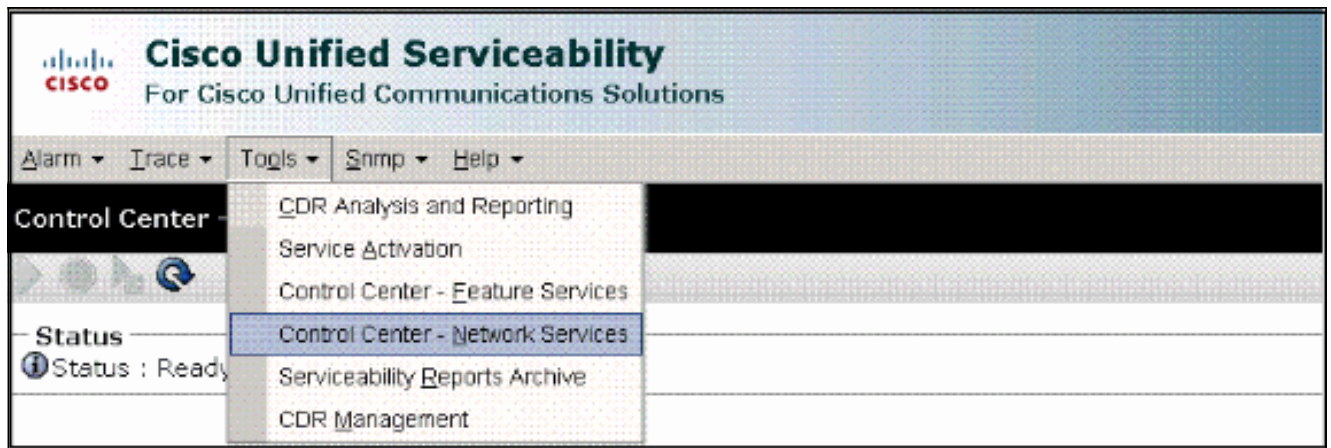 cisco
Cisco Unified Serviceability
For Cisco Unified Communications Solutions
Alarm Trace Tools Snmp Help
Control Center -
CDR Analysis and Reporting
Service Activation
Control Center - Feature Services
Control Center - Network Services
Serviceability Reports Archive
CDR Management
Status
Status : Ready